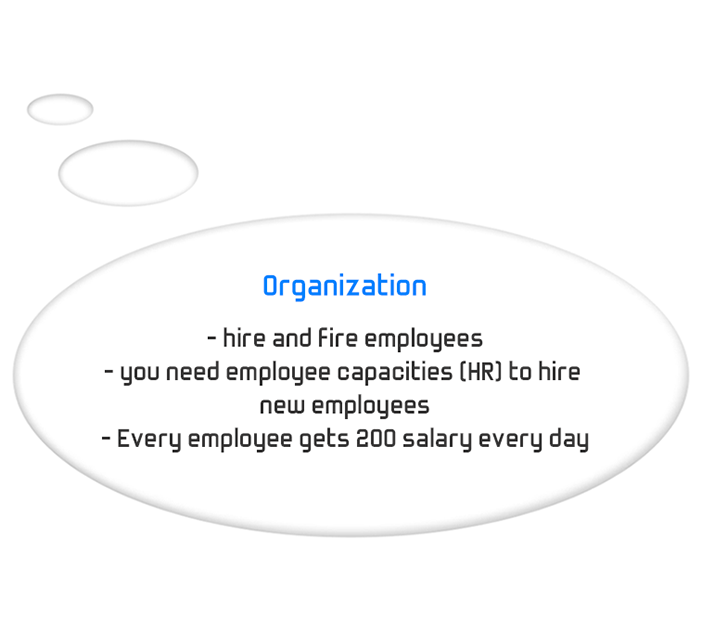 Organization
- hire and fire employees
- you need employee capacities (HR) to hire
new employees
- Every employee gets 200 salary every day